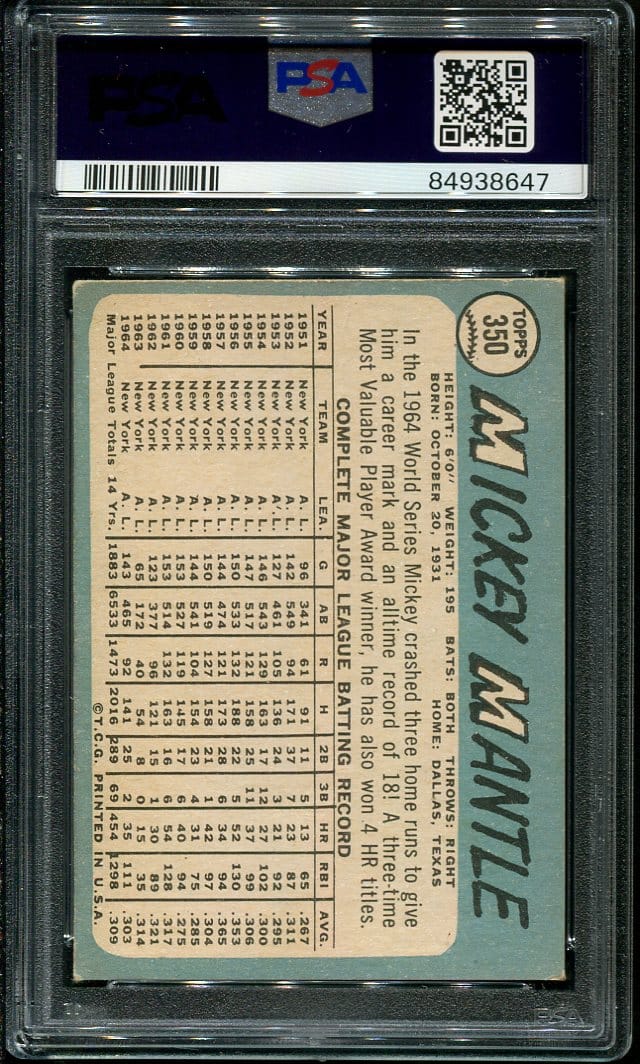 PSA
PSA
84938647
TOPPS
350
MICKEY MANTLE
HEIGHT: 6'0" WEIGHT: 195 BATS: BOTH THROWS: RIGHT
BORN: OCTOBER 20, 1931 HOME: DALLAS, TEXAS
In the 1964 World Series Mickey crashed three home runs to give
him a career mark and an alltime record of 18! A three-time
Most Valuable Player Award winner, he has also won 4 HR titles.
COMPLETE MAJOR LEAGUE BATTING RECORD
YEAR TEAM LEA. G AB R H 2B 3B HR RBI AVG.
1951 New York A. L. 96 341 61 91 11 5 13 65 .267
1952 New York A. L. 142 549 94 171 37 7 23 87 .311
1953 New York A. L. 127 461 105 136 24 3 21 92 .295
1954 New York A. L. 146 543 129 163 17 12 27 102 .300
1955 New York A. L. 147 517 121 158 25 11 37 99 .306
1956 New York A. L. 150 533 132 188 22 5 52 130 .353
1957 New York A. L. 144 474 121 173 28 6 34 94 .365
1958 New York A. L. 150 519 127 158 21 1 42 97 .304
1959 New York A. L. 144 541 104 154 23 4 31 75 .285
1960 New York A. L. 153 527 119 145 17 6 40 94 .275
1961 New York A. L. 153 514 132 163 16 6 54 128 .317
1962 New York A. L. 123 377 96 121 15 1 30 89 .321
1963 New York A. L. 65 172 40 54 8 0 15 35 .314
1964 New York A. L. 143 465 92 141 25 2 35 111 .303
Major League Totals 14 Yrs. 1883 6533 1473 2016 289 69 454 1298 .309
© T.C.G. PRINTED IN U.S.A.
PSA